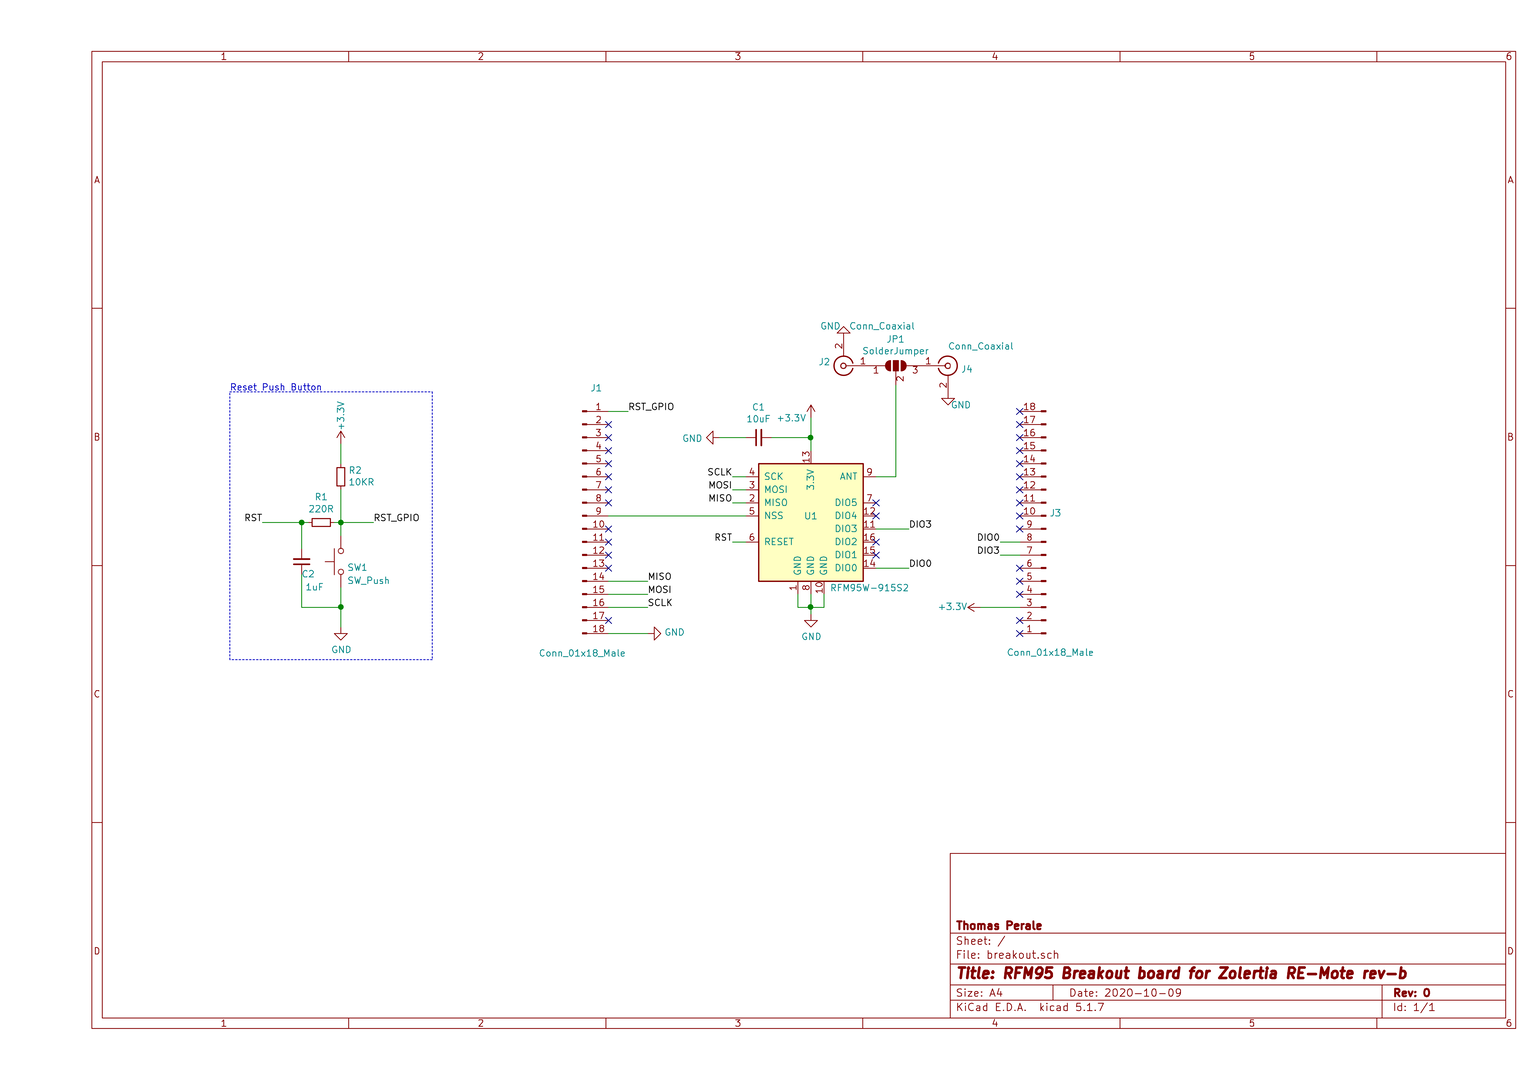 1 2 3 4 5 6
A A
GND Conn_Coaxial
2
JP1
SolderJumper
Conn_Coaxial
J2 1 1 2 3 1 J4
2
GND
Reset Push Button
+3.3V
R2
10KR
R1
220R
RST RST_GPIO
C2
1uF
SW1
SW_Push
GND
J1
1 RST_GPIO
2
3
4
5
6
7
8
9
10
11
12
13
14 MISO
15 MOSI
16 SCLK
17
18 GND
Conn_01x18_Male
C1
10uF +3.3V
GND
13
SCLK 4 SCK 3.3V ANT 9
MOSI 3 MOSI
MISO 2 MISO DIO5 7
5 NSS U1 DIO4 12
DIO3 11 DIO3
RST 6 RESET DIO2 16
DIO1 15
GND GND GND DIO0 14 DIO0
1 8 10 RFM95W-915S2
GND
18
17
16
15
14
13
12
11
10 J3
9
DIO0 8
DIO3 7
6
5
4
+3.3V 3
2
1
Conn_01x18_Male
B B
C C
D D
Thomas Perale
Sheet: /
File: breakout.sch
Title: RFM95 Breakout board for Zolertia RE-Mote rev-b
Size: A4 Date: 2020-10-09 Rev: 0
KiCad E.D.A. kicad 5.1.7 Id: 1/1
1 2 3 4 5 6